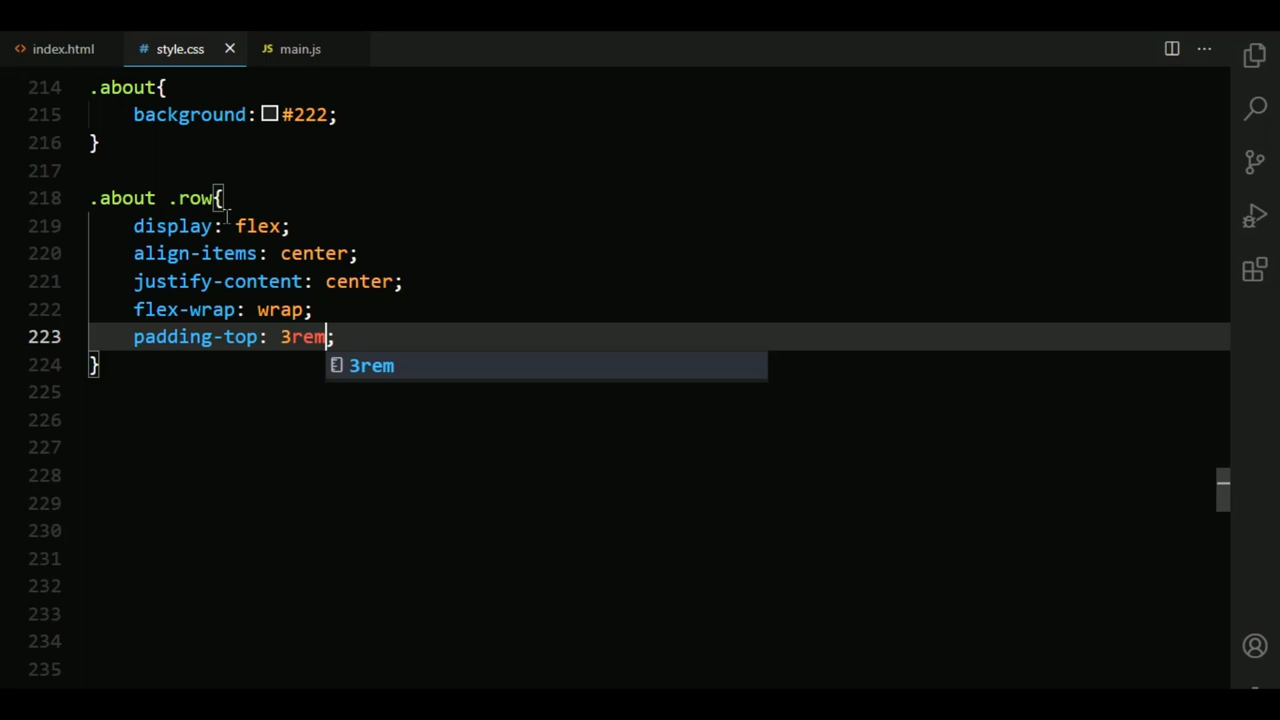 index.html style.css main.js
214 .about{
215 background: #222;
216 }
217
218 .about .row{
219 display: flex;
220 align-items: center;
221 justify-content: center;
222 flex-wrap: wrap;
223 padding-top: 3rem;
224 }
3rem
225
226
227
228
229
230
231
232
233
234
235